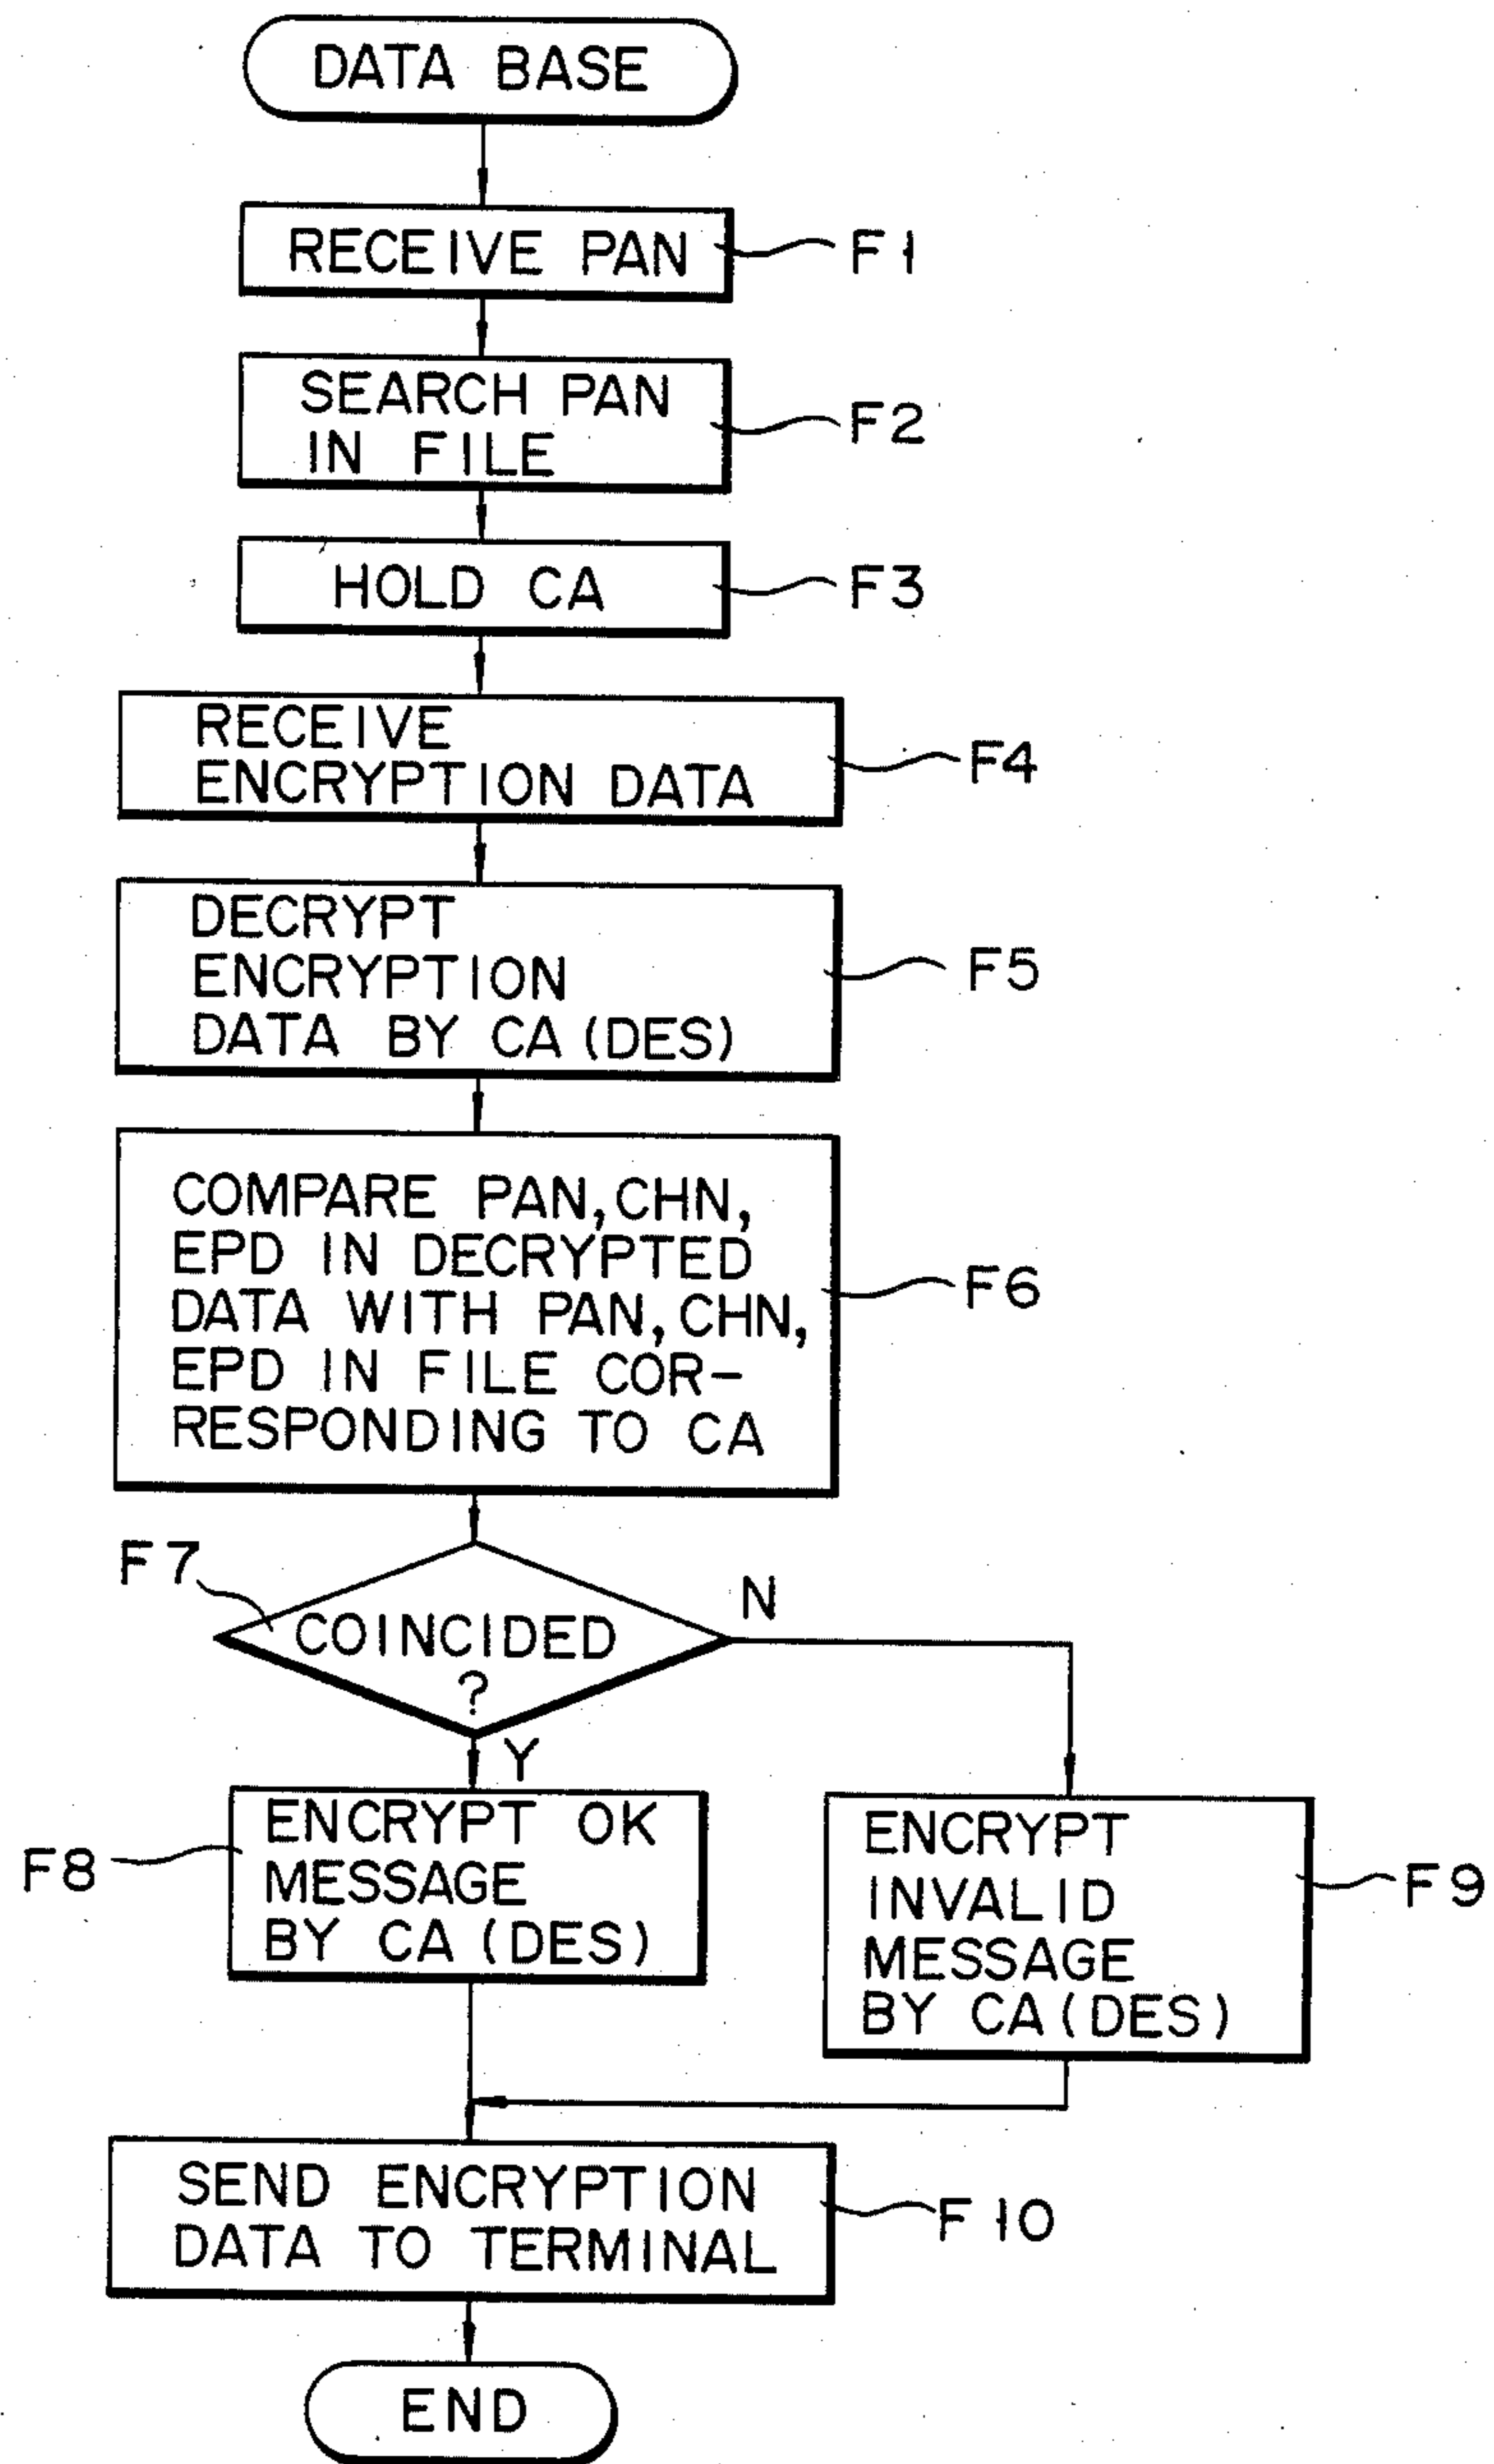 DATA BASE
RECEIVE PAN
F1
SEARCH PAN
IN FILE
F2
HOLD CA
F3
RECEIVE
ENCRYPTION DATA
F4
DECRYPT
ENCRYPTION
DATA BY CA (DES)
F5
COMPARE PAN, CHN,
EPD IN DECRYPTED
DATA WITH PAN, CHN,
EPD IN FILE COR-
RESPONDING TO CA
F6
F7
COINCIDED
?
N
Y
ENCRYPT OK
MESSAGE
BY CA (DES)
F8
ENCRYPT
INVALID
MESSAGE
BY CA (DES)
F9
SEND ENCRYPTION
DATA TO TERMINAL
F10
END